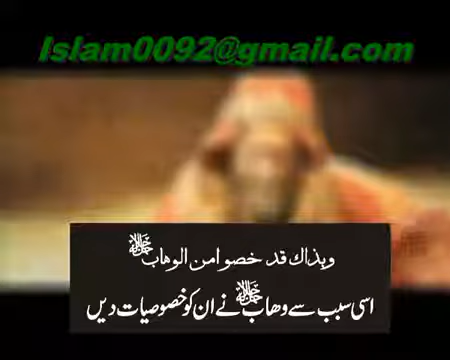 Islam0092@gmail.com
وبذاك قد خصوا من الوهاب ﷻ
اسی سبب سے وھاب ﷻ نے ان کو خصوصیات دیں